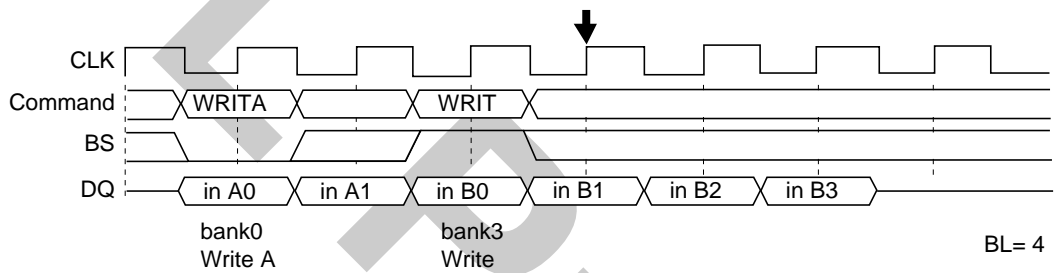 CLK
Command WRITA WRIT
BS
DQ in A0 in A1 in B0 in B1 in B2 in B3
bank0 bank3
Write A Write
BL= 4